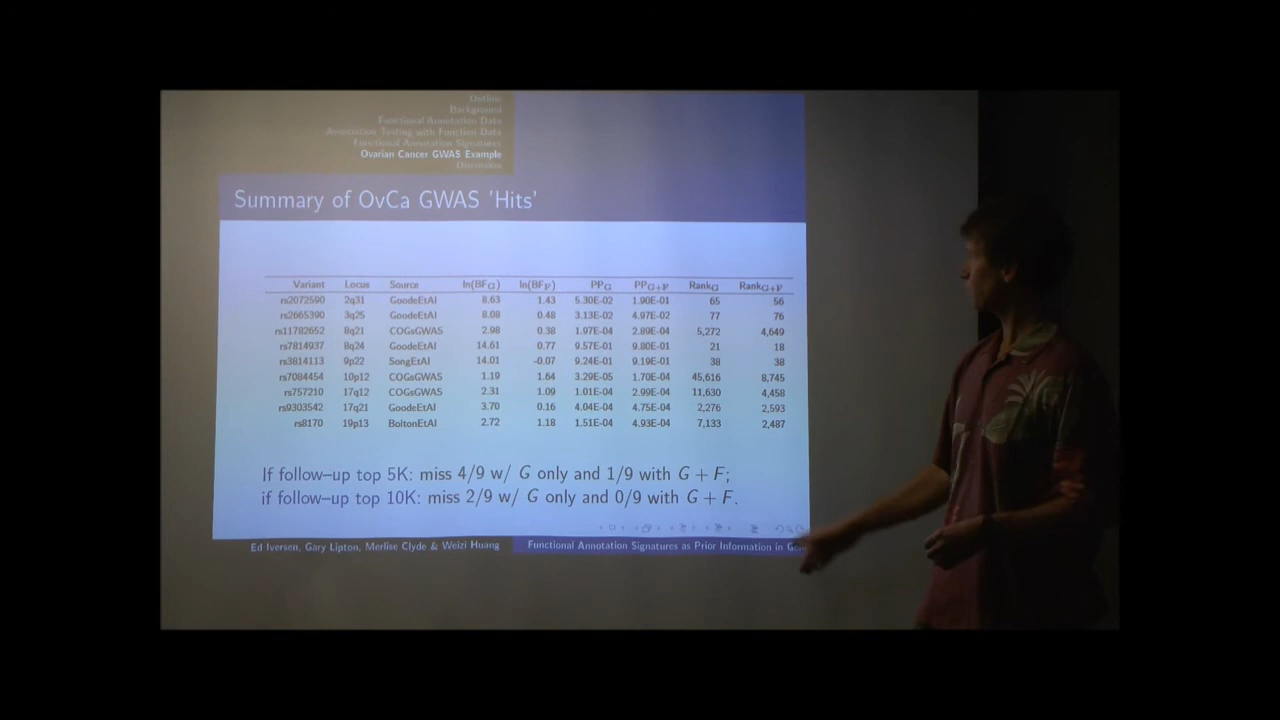 Outline
Background
Functional Annotation Data
Association Testing with Function Data
Functional Annotation Signatures
Ovarian Cancer GWAS Example
Discussion
Summary of OvCa GWAS 'Hits'
Variant Locus Source ln(BF_G) ln(BF_F) PP_G PP_G+F Rank_G Rank_G+F
rs2072590 2q31 GoodeEtAl 8.63 1.43 5.30E-02 1.90E-01 65 56
rs2665390 3q25 GoodeEtAl 8.08 0.48 3.13E-02 4.97E-02 77 76
rs11782652 8q21 COGsGWAS 2.98 0.38 1.97E-04 2.89E-04 5,272 4,649
rs7814937 8q24 GoodeEtAl 14.61 0.77 9.57E-01 9.80E-01 21 18
rs3814113 9p22 SongEtAl 14.01 -0.07 9.24E-01 9.19E-01 38 38
rs7084454 10p12 COGsGWAS 1.19 1.64 3.29E-05 1.70E-04 45,616 8,745
rs757210 17q12 COGsGWAS 2.31 1.09 1.01E-04 2.99E-04 11,630 4,458
rs9303542 17q21 GoodeEtAl 3.70 0.16 4.04E-04 4.75E-04 2,276 2,593
rs8170 19p13 BoltonEtAl 2.72 1.18 1.51E-04 4.93E-04 7,133 2,487
If follow–up top 5K: miss 4/9 w/ G only and 1/9 with G + F;
if follow–up top 10K: miss 2/9 w/ G only and 0/9 with G + F.
Ed Iversen, Gary Lipton, Merlise Clyde & Weizi Huang Functional Annotation Signatures as Prior Information in